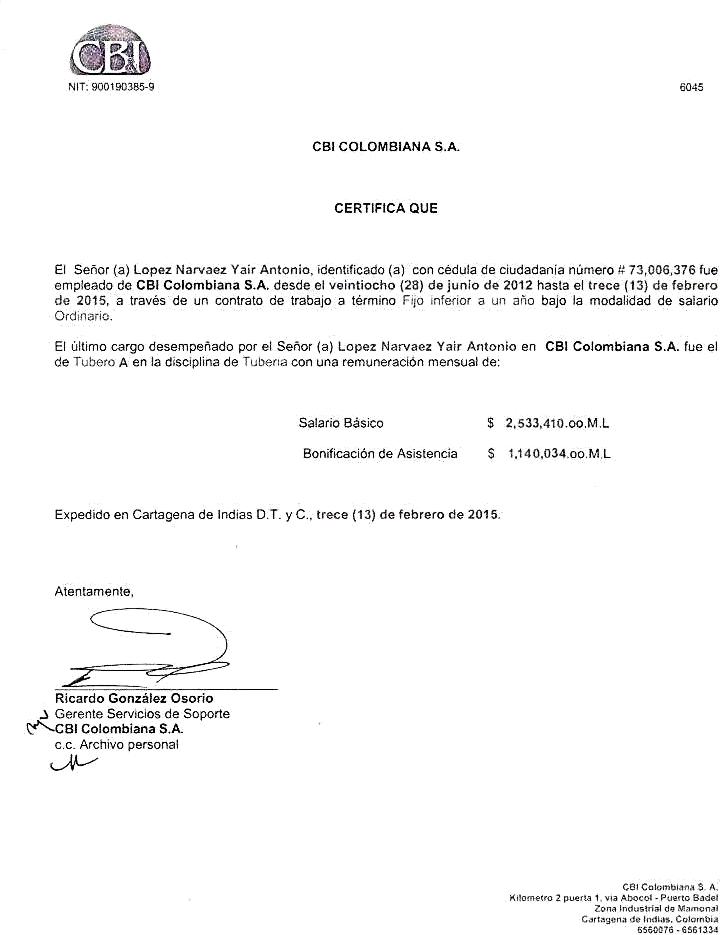 CBI
NIT: 900190385-9
6045
CBI COLOMBIANA S.A.
CERTIFICA QUE
El Señor (a) Lopez Narvaez Yair Antonio, identificado (a) con cédula de ciudadanía número # 73,006,376 fue
empleado de CBI Colombiana S.A. desde el veintiocho (28) de junio de 2012 hasta el trece (13) de febrero
de 2015, a través de un contrato de trabajo a término Fijo inferior a un año bajo la modalidad de salario
Ordinario.
El último cargo desempeñado por el Señor (a) Lopez Narvaez Yair Antonio en CBI Colombiana S.A. fue el
de Tubero A en la disciplina de Tuberia con una remuneración mensual de:
Salario Básico $ 2,533,410.oo.M.L
Bonificación de Asistencia $ 1,140,034.oo.M.L
Expedido en Cartagena de Indias D.T. y C., trece (13) de febrero de 2015.
Atentamente,
Ricardo González Osorio
Gerente Servicios de Soporte
CBI Colombiana S.A.
c.c. Archivo personal
CBI Colombiana S. A.
Kilometro 2 puerta 1, via Abocol - Puerto Badel
Zona Industrial de Mamonal
Cartagena de Indias, Colombia
6560076 - 6561334